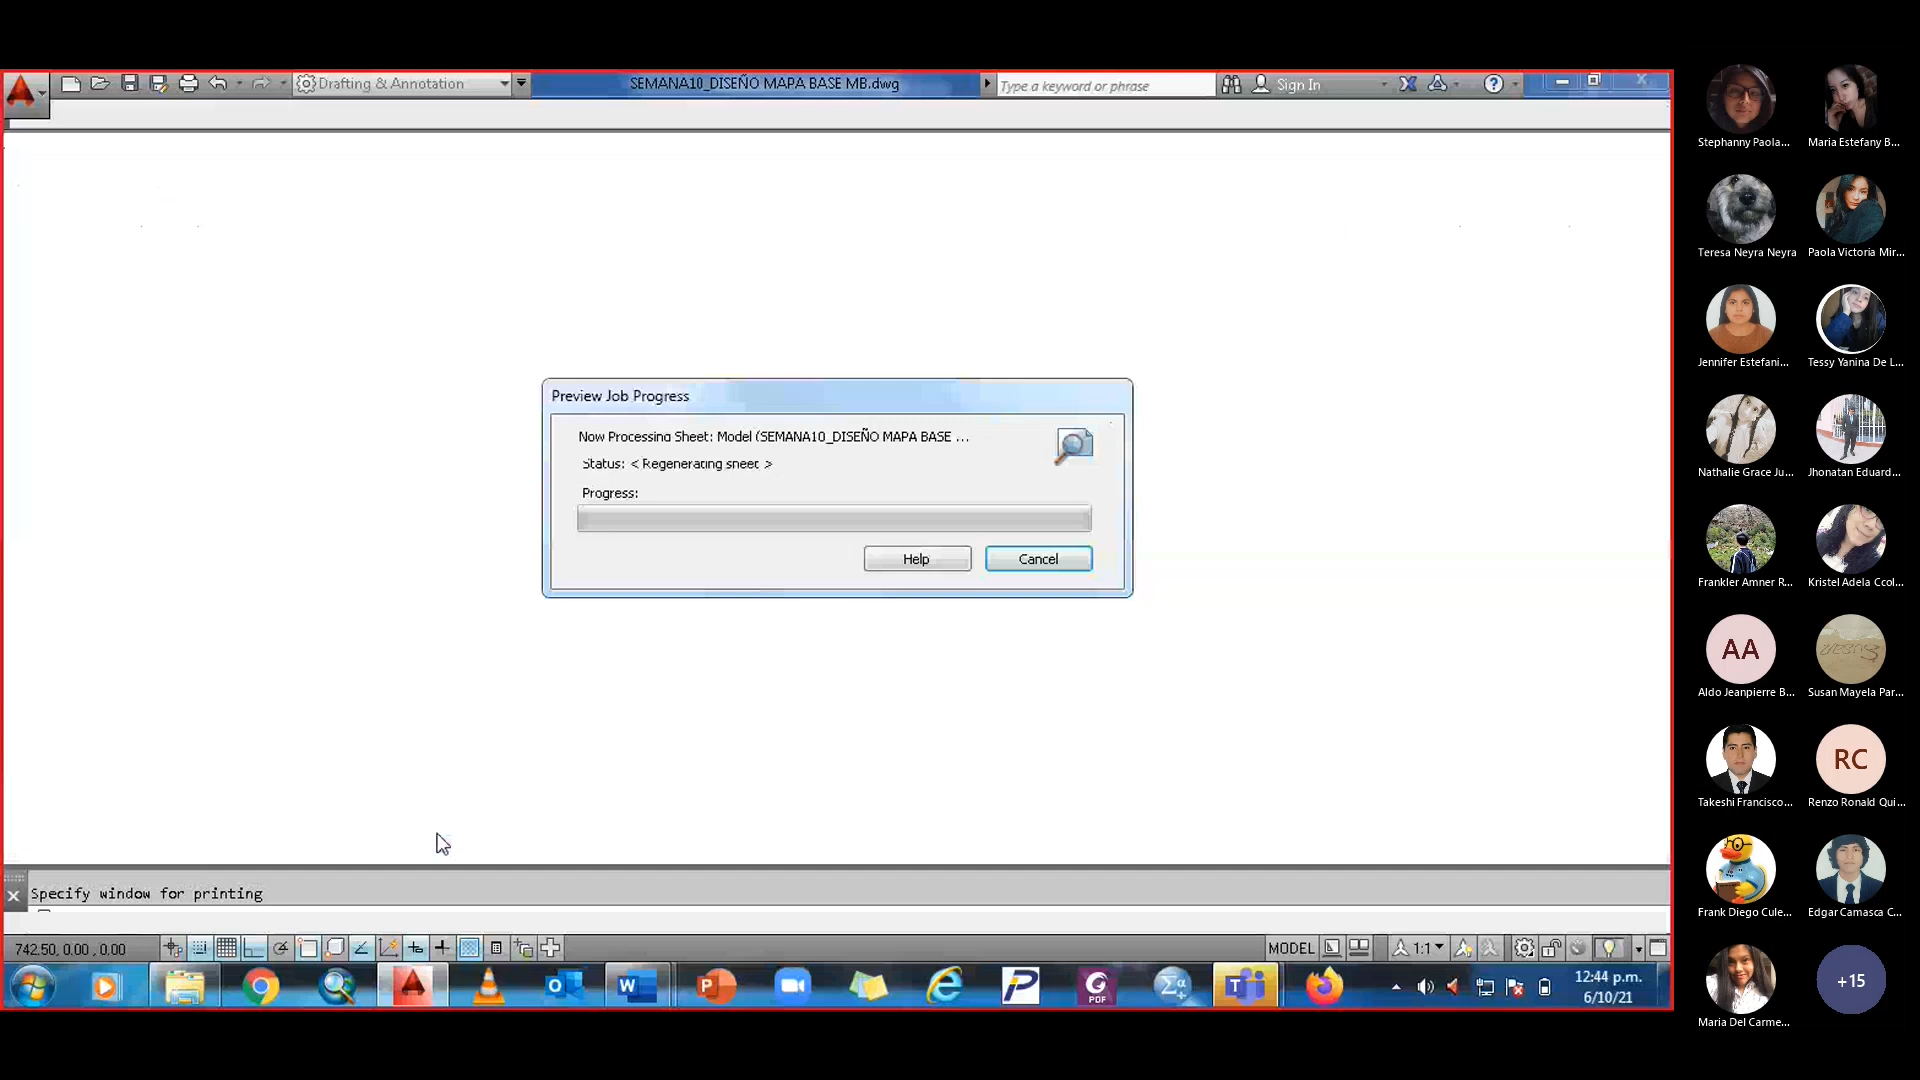 Drafting & Annotation
SEMANA10_DISEÑO MAPA BASE MB.dwg
Type a keyword or phrase
Sign In
Preview Job Progress
Now Processing Sheet: Model (SEMANA10_DISEÑO MAPA BASE ...
Status: < Regenerating sheet >
Progress:
Help
Cancel
Specify window for printing
742.50, 0.00 , 0.00
MODEL
1:1
12:44 p.m.
6/10/21
PDF
Stephanny Paola...
Maria Estefany B...
Teresa Neyra Neyra
Paola Victoria Mir...
Jennifer Estefani...
Tessy Yanina De L...
Nathalie Grace Ju...
Jhonatan Eduard...
Frankler Amner R...
Kristel Adela Ccol...
AA
Aldo Jeanpierre B...
Susan Mayela Par...
Takeshi Francisco...
RC
Renzo Ronald Qui...
Frank Diego Cule...
Edgar Camasca C...
Maria Del Carme...
+15